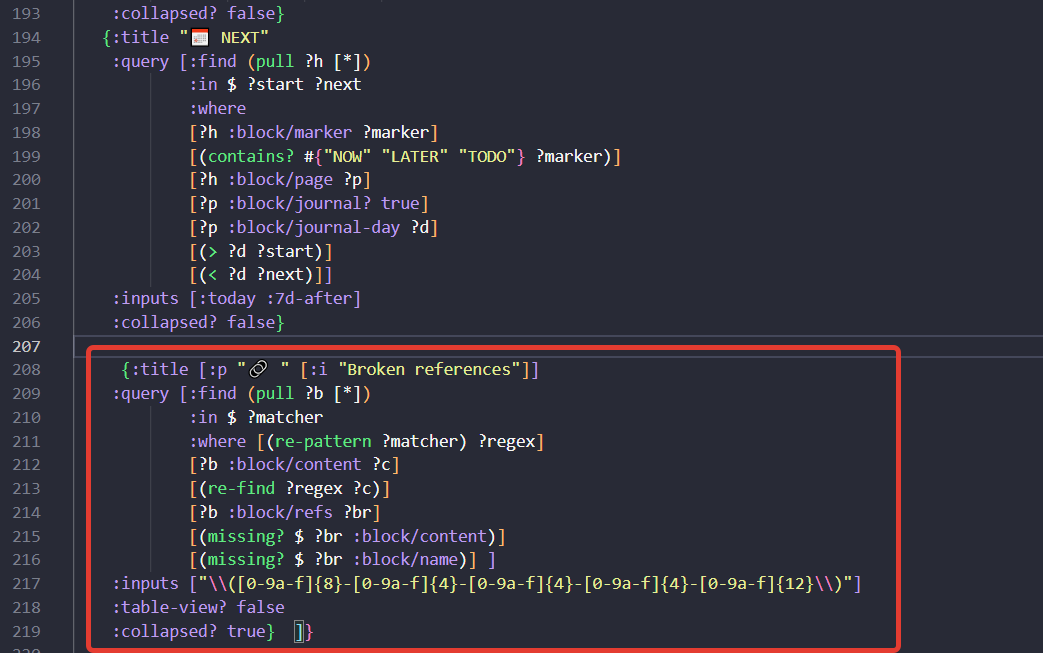 193 :collapsed? false}
194 {:title "📅 NEXT"
195 :query [:find (pull ?h [*])
196 :in $ ?start ?next
197 :where
198 [?h :block/marker ?marker]
199 [(contains? #{"NOW" "LATER" "TODO"} ?marker)]
200 [?h :block/page ?p]
201 [?p :block/journal? true]
202 [?p :block/journal-day ?d]
203 [(> ?d ?start)]
204 [(< ?d ?next)]]
205 :inputs [:today :7d-after]
206 :collapsed? false}
207
208 {:title [:p "🔗 " [:i "Broken references"]]
209 :query [:find (pull ?b [*])
210 :in $ ?matcher
211 :where [(re-pattern ?matcher) ?regex]
212 [?b :block/content ?c]
213 [(re-find ?regex ?c)]
214 [?b :block/refs ?br]
215 [(missing? $ ?br :block/content)]
216 [(missing? $ ?br :block/name)] ]
217 :inputs ["\\([0-9a-f]{8}-[0-9a-f]{4}-[0-9a-f]{4}-[0-9a-f]{4}-[0-9a-f]{12}\\)"]
218 :table-view? false
219 :collapsed? true} ]}